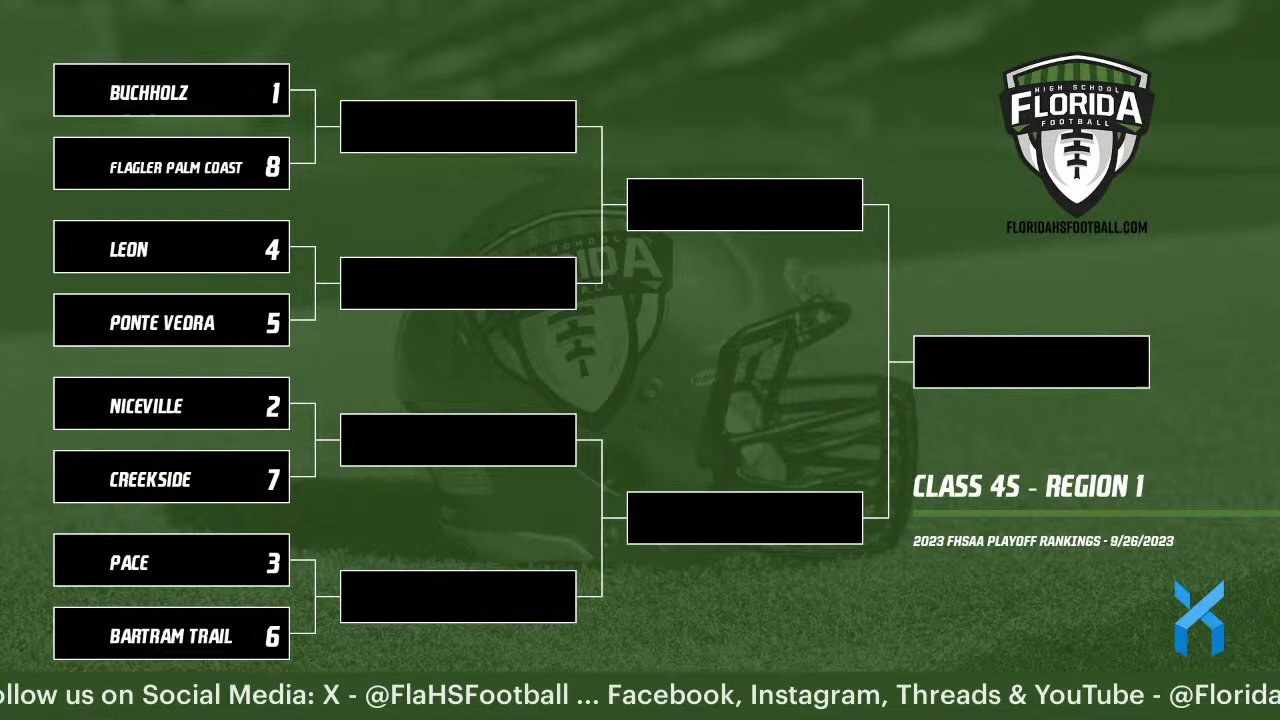 BUCHHOLZ 1
FLAGLER PALM COAST 8
LEON 4
PONTE VEDRA 5
NICEVILLE 2
CREEKSIDE 7
PACE 3
BARTRAM TRAIL 6
HIGH SCHOOL
FLORIDA
FOOTBALL
FLORIDAHSFOOTBALL.COM
CLASS 4S - REGION 1
2023 FHSAA PLAYOFF RANKINGS - 9/26/2023
ollow us on Social Media: X - @FlaHSFootball ... Facebook, Instagram, Threads & YouTube - @Florida